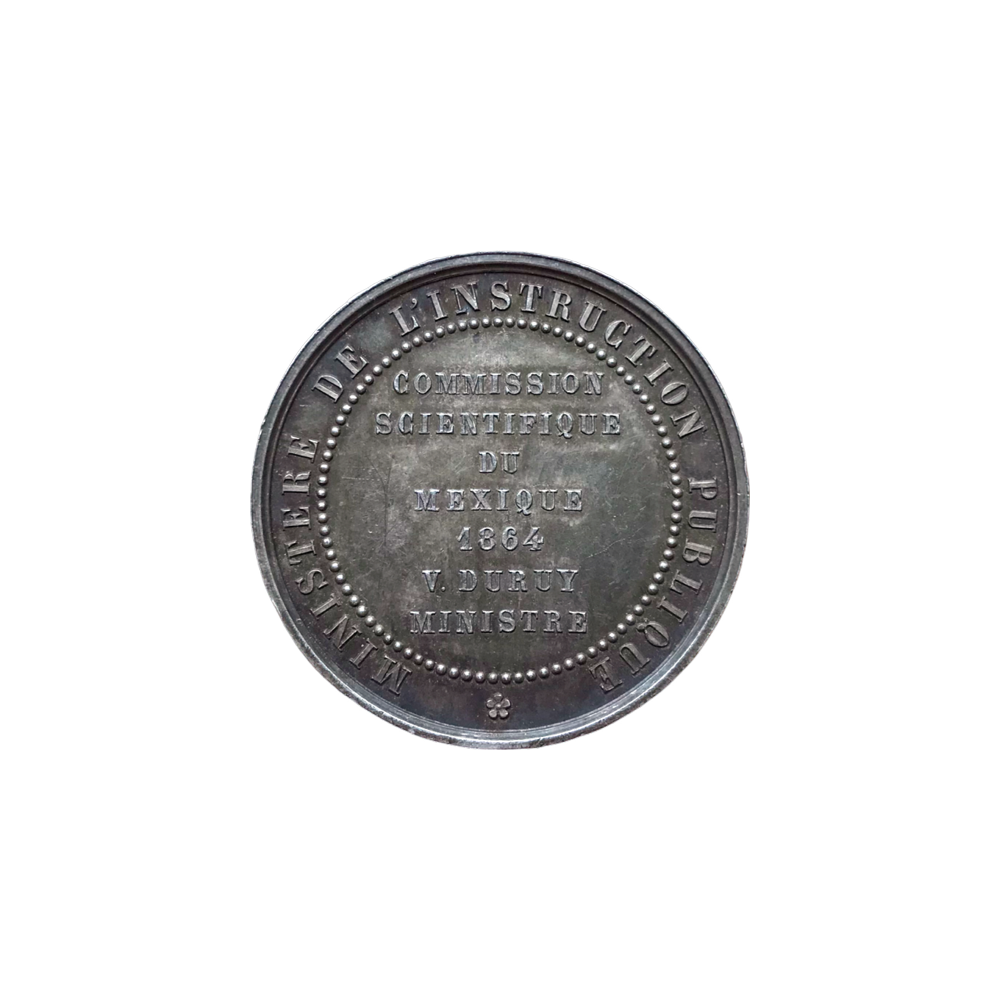 MINISTERE DE L'INSTRUCTION PUBLIQUE
COMMISSION
SCIENTIFIQUE
DU
MEXIQUE
1864
V. DURUY
MINISTRE